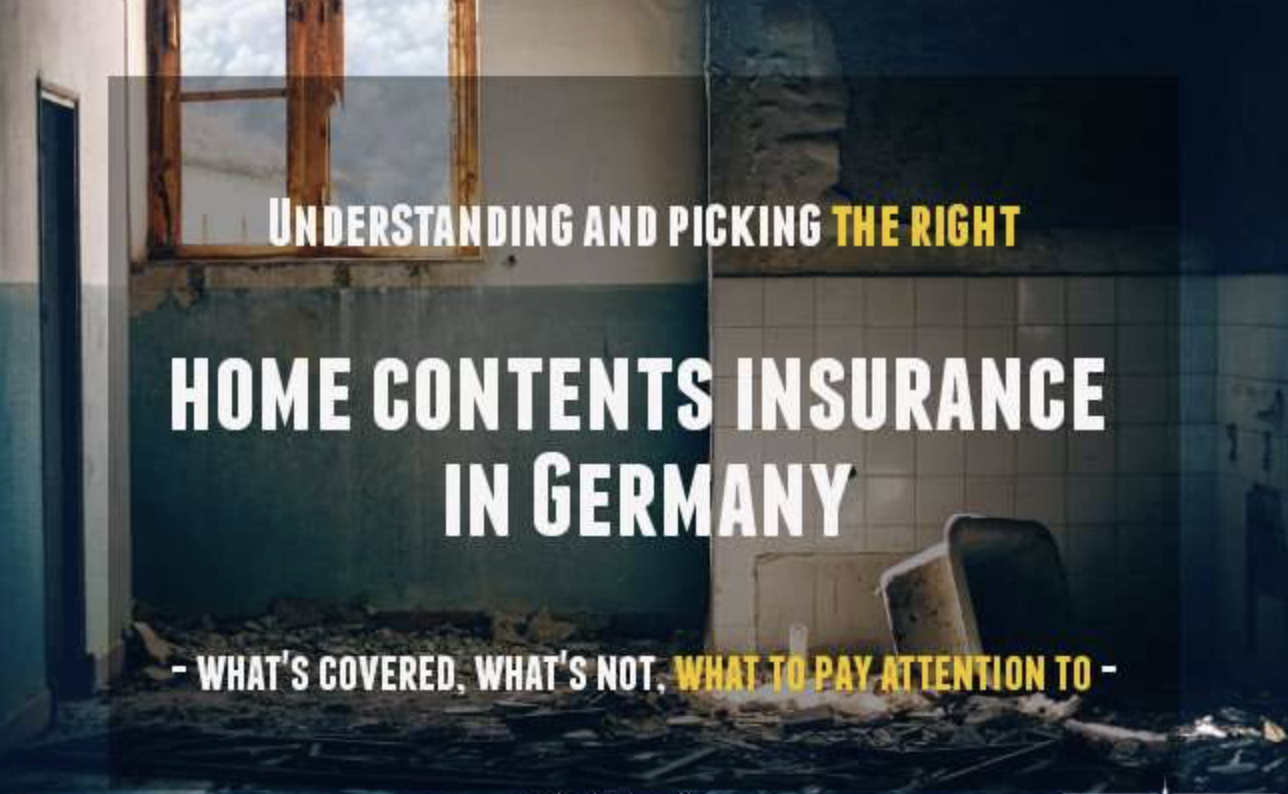 Understanding and picking the right
home contents insurance
in Germany
- what's covered, what's not, what to pay attention to -